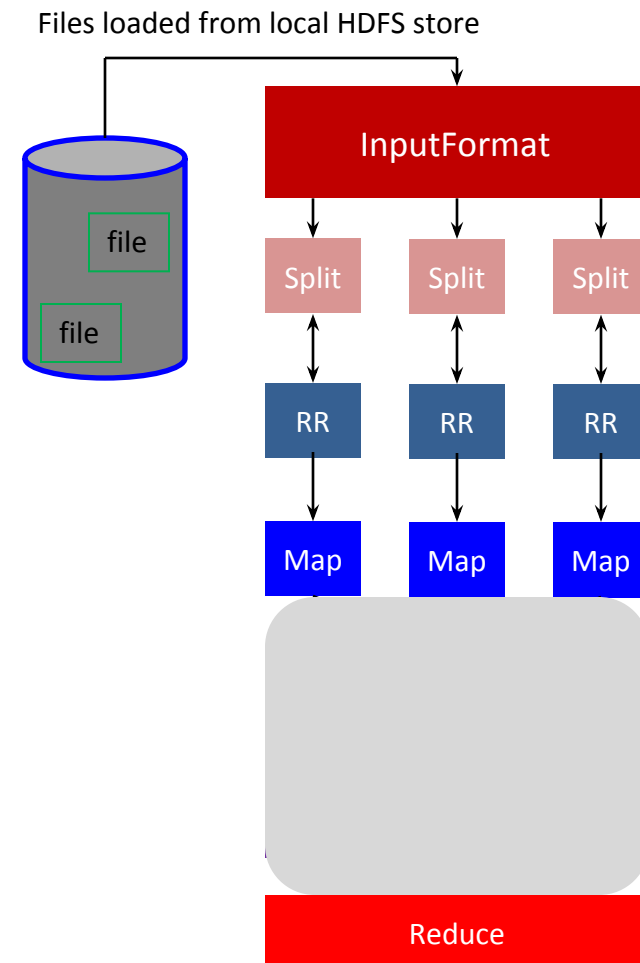 Files loaded from local HDFS store
InputFormat
file
Split Split Split
file
RR RR RR
Map Map Map
Reduce